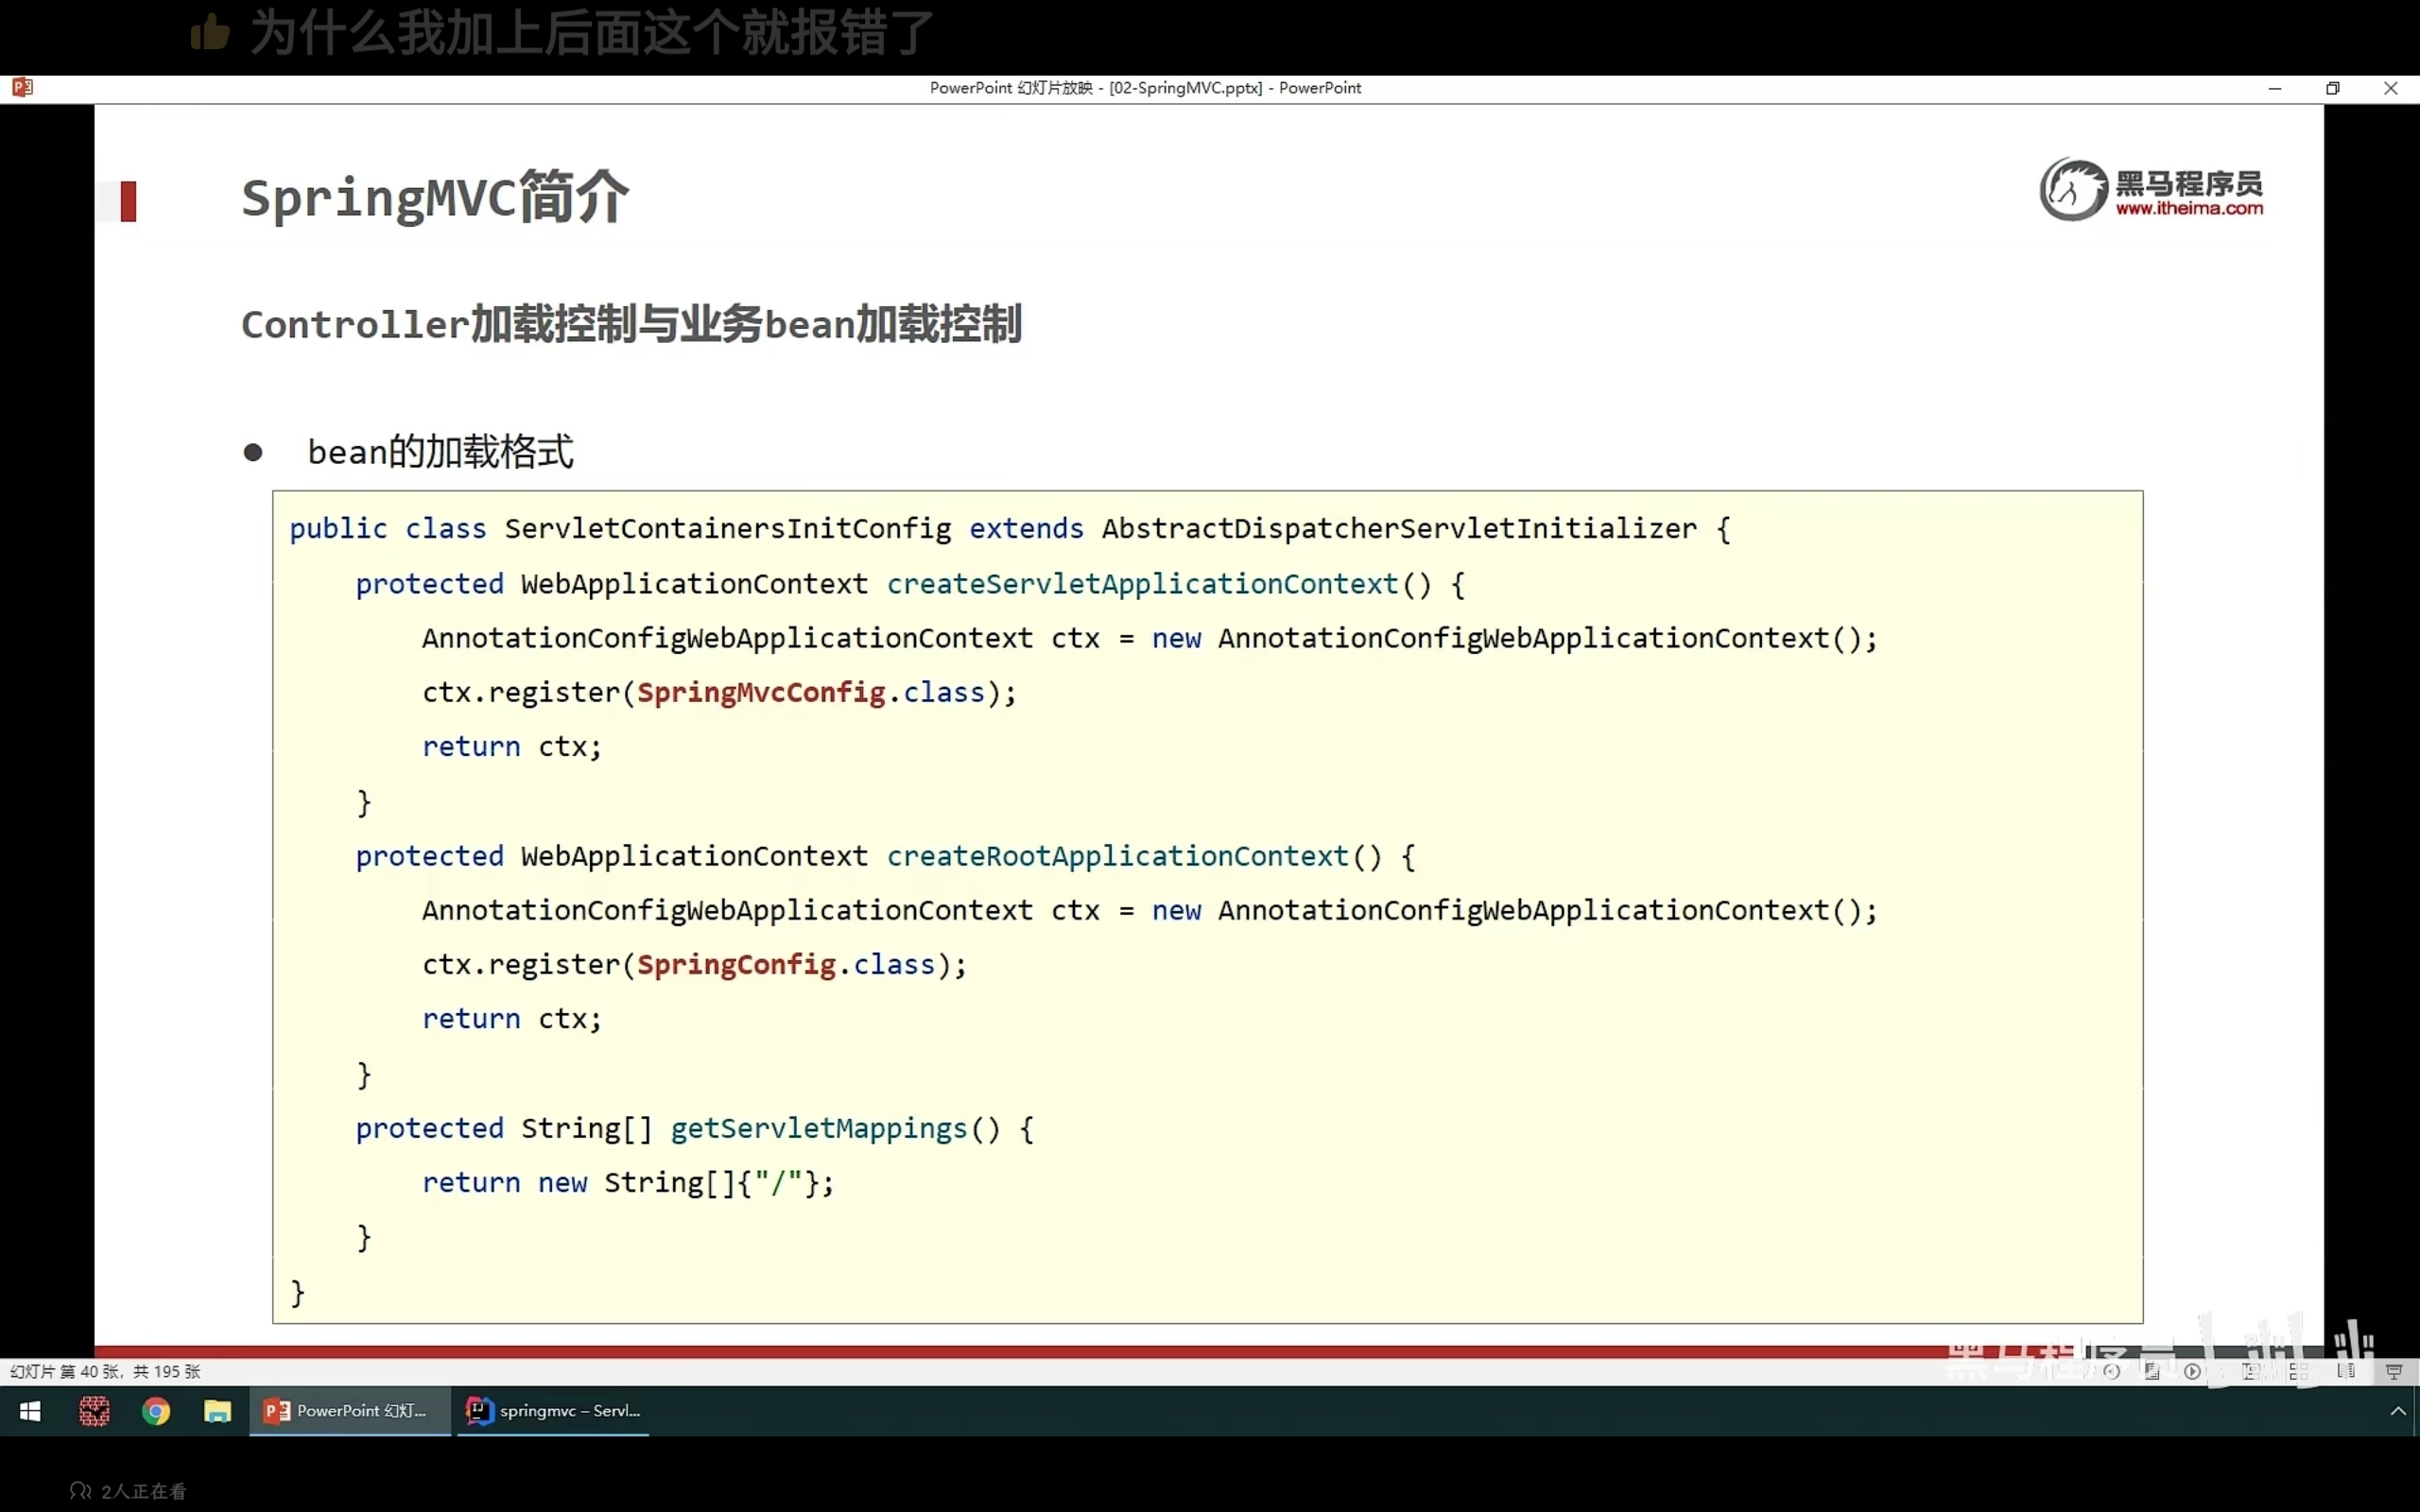 为什么我加上后面这个就报错了
PowerPoint 幻灯片放映 - [02-SpringMVC.pptx] - PowerPoint
SpringMVC简介
黑马程序员
www.itheima.com
Controller加载控制与业务bean加载控制
● bean的加载格式
public class ServletContainersInitConfig extends AbstractDispatcherServletInitializer {
protected WebApplicationContext createServletApplicationContext() {
AnnotationConfigWebApplicationContext ctx = new AnnotationConfigWebApplicationContext();
ctx.register(SpringMvcConfig.class);
return ctx;
}
protected WebApplicationContext createRootApplicationContext() {
AnnotationConfigWebApplicationContext ctx = new AnnotationConfigWebApplicationContext();
ctx.register(SpringConfig.class);
return ctx;
}
protected String[] getServletMappings() {
return new String[]{"/"};
}
}
黑马程序员
幻灯片 第 40 张，共 195 张
PowerPoint 幻灯...
springmvc – Servl...
2人正在看